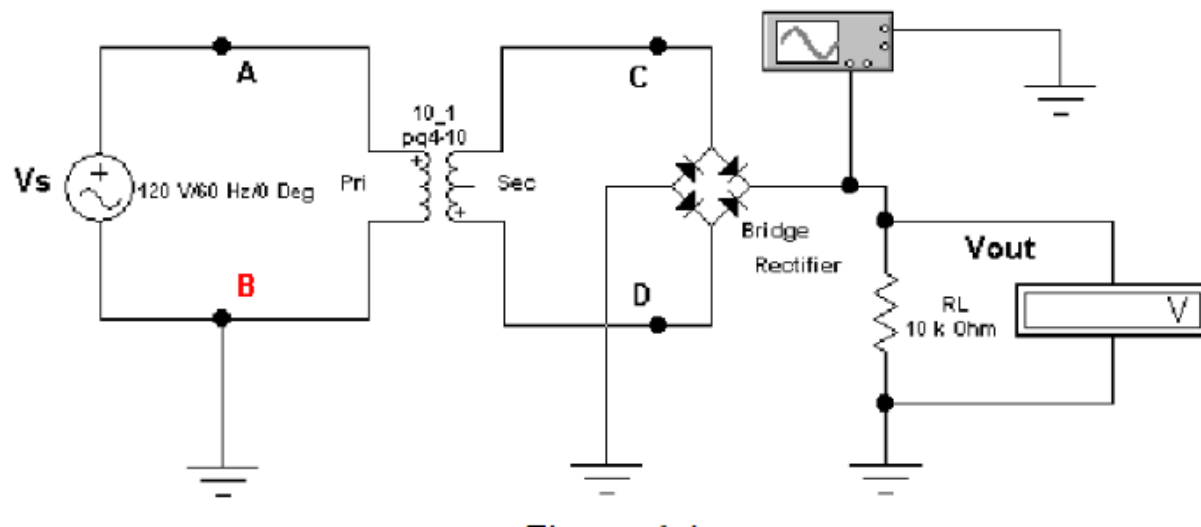 A
C
10_1
pq4-10
Vs
120 V/60 Hz/0 Deg
Pri
Sec
Bridge
Rectifier
Vout
B
D
RL
10 k Ohm
V